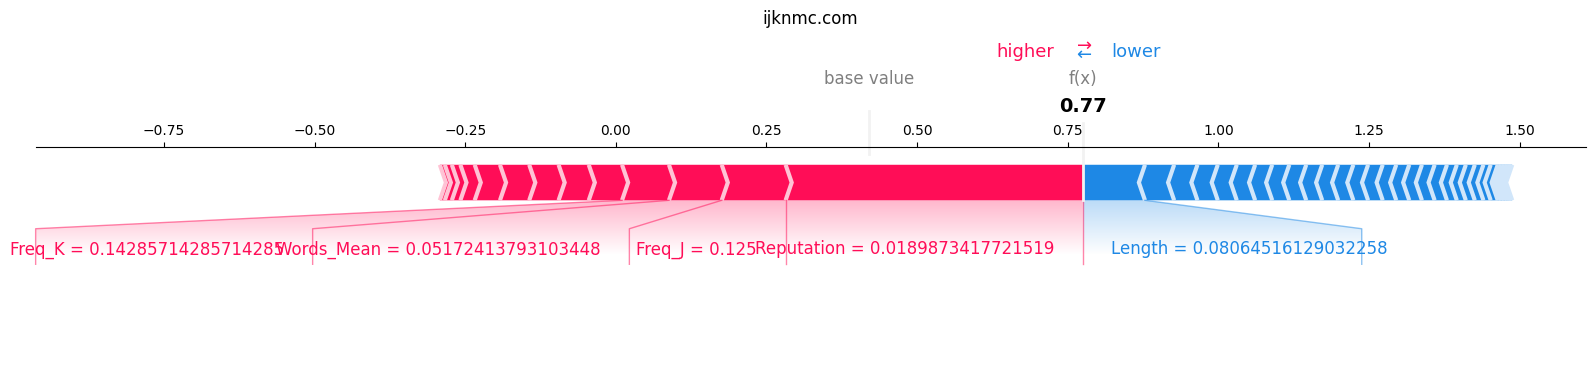 ijknmc.com
higher → lower
←
base value f(x)
0.77
−0.75 −0.50 −0.25 0.00 0.25 0.50 0.75 1.00 1.25 1.50
Freq_K = 0.14285714285714285 Words_Mean = 0.05172413793103448 Freq_J = 0.125 Reputation = 0.0189873417721519 Length = 0.08064516129032258